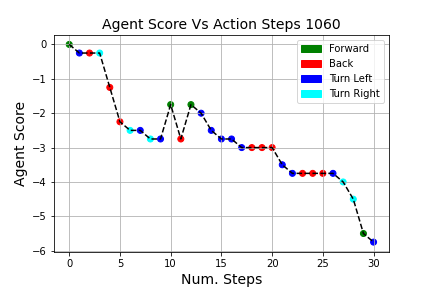 Agent Score Vs Action Steps 1060
Forward
Back
Turn Left
Turn Right
Agent Score
0
−1
−2
−3
−4
−5
−6
0 5 10 15 20 25 30
Num. Steps